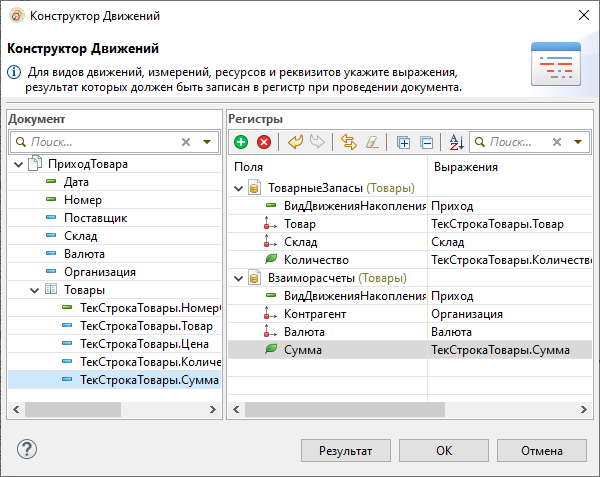 Конструктор Движений
Конструктор Движений
Для видов движений, измерений, ресурсов и реквизитов укажите выражения,
результат которых должен быть записан в регистр при проведении документа.
Документ
Поиск...
ПриходТовара
Дата
Номер
Поставщик
Склад
Валюта
Организация
Товары
ТекСтрокаТовары.Номер
ТекСтрокаТовары.Товар
ТекСтрокаТовары.Цена
ТекСтрокаТовары.Количе
ТекСтрокаТовары.Сумма
Регистры
Поиск...
Поля Выражения
ТоварныеЗапасы (Товары)
ВидДвиженияНакопления Приход
Товар ТекСтрокаТовары.Товар
Склад Склад
Количество ТекСтрокаТовары.Количество
Взаиморасчеты (Товары)
ВидДвиженияНакопления Приход
Контрагент Организация
Валюта Валюта
Сумма ТекСтрокаТовары.Сумма
Результат
ОК
Отмена